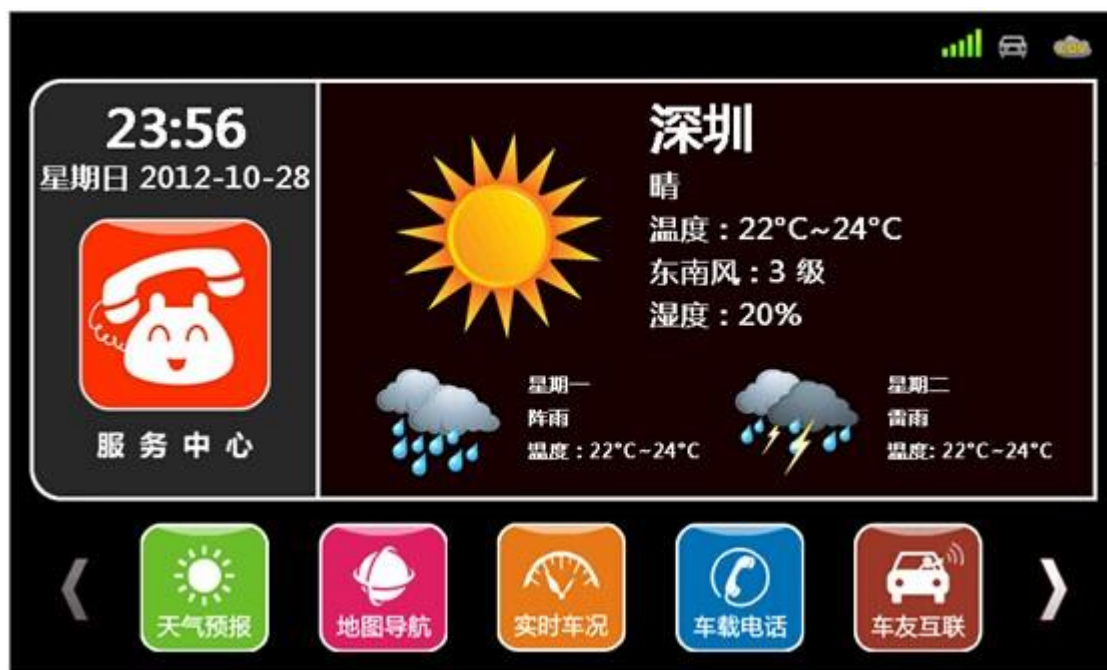 23:56
星期日 2012-10-28
服务中心
深圳
晴
温度：22°C~24°C
东南风：3 级
湿度：20%
星期一
阵雨
温度：22°C~24°C
星期二
雷雨
温度: 22°C~24°C
天气预报
地图导航
实时车况
车载电话
车友互联